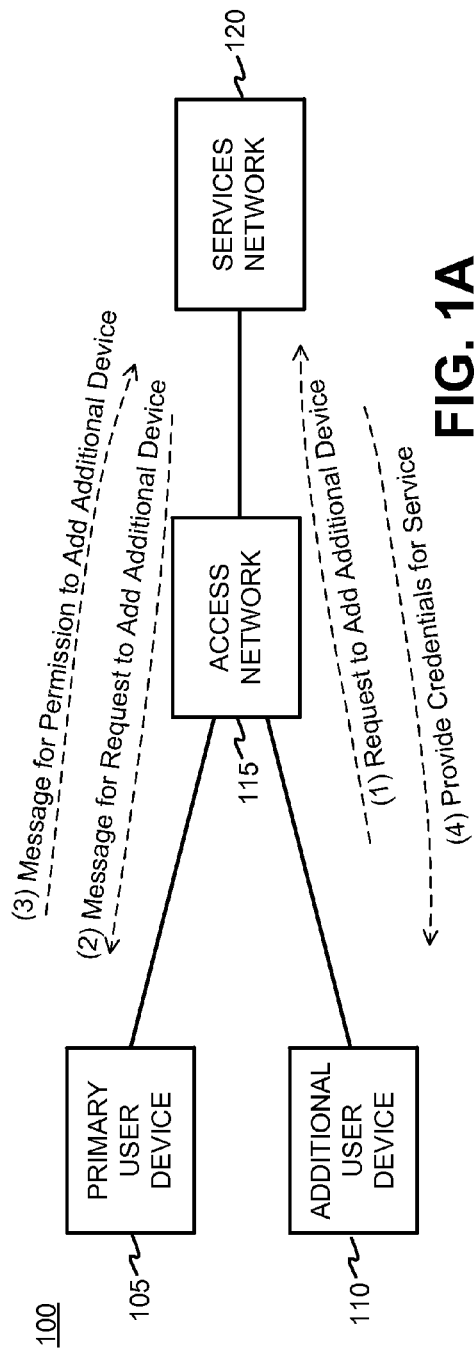 100
PRIMARY
USER
DEVICE
105
ADDITIONAL
USER
DEVICE
110
(3) Message for Permission to Add Additional Device
(2) Message for Request to Add Additional Device
ACCESS
NETWORK
115
(1) Request to Add Additional Device
(4) Provide Credentials for Service
SERVICES
NETWORK
120
FIG. 1A